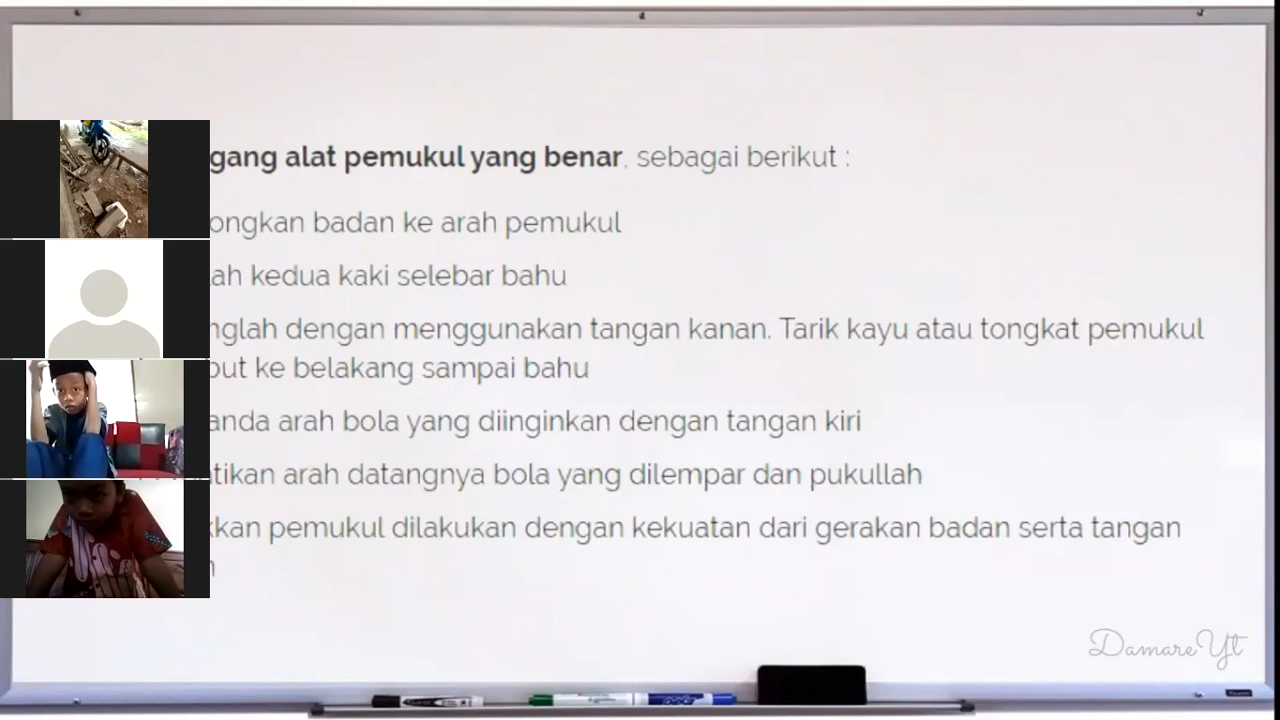 gang alat pemukul yang benar, sebagai berikut :
ongkan badan ke arah pemukul
lah kedua kaki selebar bahu
nglah dengan menggunakan tangan kanan. Tarik kayu atau tongkat pemukul
but ke belakang sampai bahu
anda arah bola yang diinginkan dengan tangan kiri
atikan arah datangnya bola yang dilempar dan pukullah
kkan pemukul dilakukan dengan kekuatan dari gerakan badan serta tangan
n
DamareYt